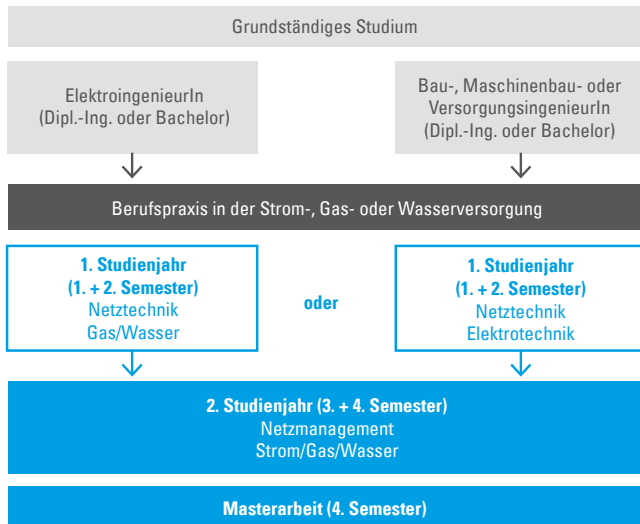 Grundständiges Studium
ElektroingenieurIn
(Dipl.-Ing. oder Bachelor)
Bau-, Maschinenbau- oder
VersorgungsingenieurIn
(Dipl.-Ing. oder Bachelor)
Berufspraxis in der Strom-, Gas- oder Wasserversorgung
1. Studienjahr
(1. + 2. Semester)
Netztechnik
Gas/Wasser
oder
1. Studienjahr
(1. + 2. Semester)
Netztechnik
Elektrotechnik
2. Studienjahr (3. + 4. Semester)
Netzmanagement
Strom/Gas/Wasser
Masterarbeit (4. Semester)